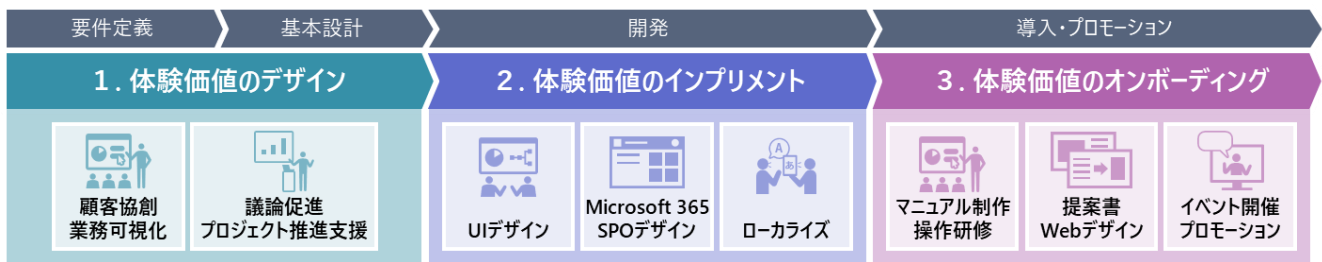 要件定義
基本設計
開発
導入・プロモーション
1. 体験価値のデザイン
2. 体験価値のインプリメント
3. 体験価値のオンボーディング
顧客協創
業務可視化
議論促進
プロジェクト推進支援
UIデザイン
Microsoft 365
SPOデザイン
A
あ
ローカライズ
マニュアル制作
操作研修
提案書
Webデザイン
イベント開催
プロモーション